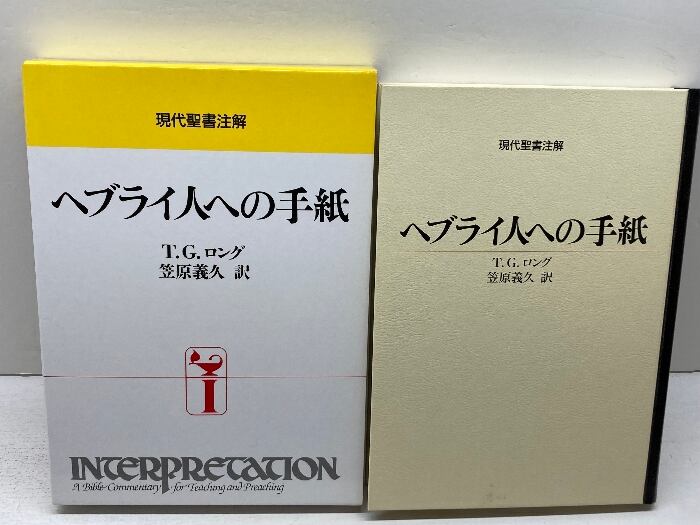 現代聖書注解
ヘブライ人への手紙
T.G.ロング
笠原義久 訳
I
INTERPRETATION
A Bible Commentary for Teaching and Preaching
現代聖書注解
ヘブライ人への手紙
T.G.ロング
笠原義久 訳